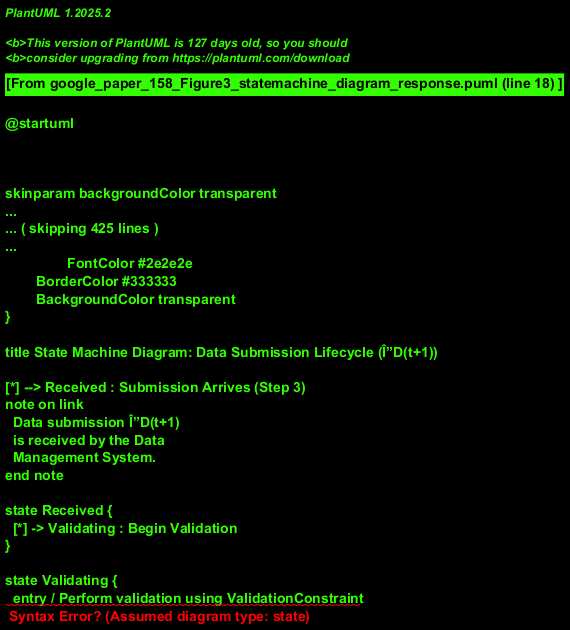 PlantUML 1.2025.2
<b>This version of PlantUML is 127 days old, so you should
<b>consider upgrading from https://plantuml.com/download
[From google_paper_158_Figure3_statemachine_diagram_response.puml (line 18) ]
@startuml
skinparam backgroundColor transparent
...
... ( skipping 425 lines )
...
FontColor #2e2e2e
BorderColor #333333
BackgroundColor transparent
}
title State Machine Diagram: Data Submission Lifecycle (Î”D(t+1))
[*] --> Received : Submission Arrives (Step 3)
note on link
Data submission Î”D(t+1)
is received by the Data
Management System.
end note
state Received {
[*] -> Validating : Begin Validation
}
state Validating {
entry / Perform validation using ValidationConstraint
Syntax Error? (Assumed diagram type: state)